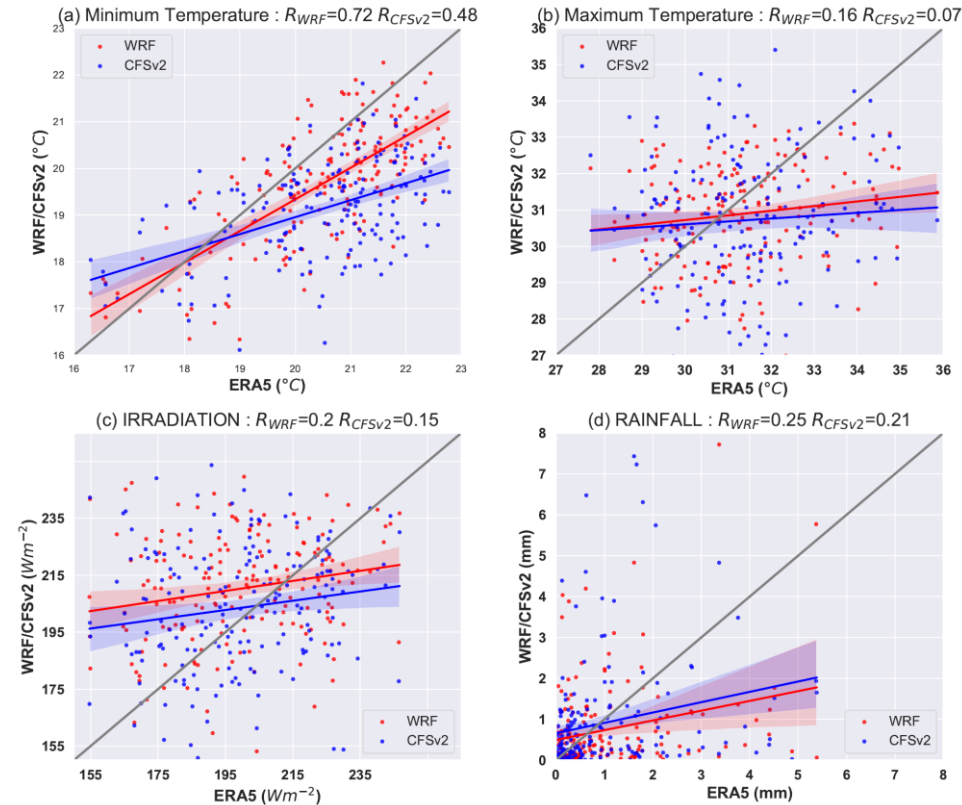 (a) Minimum Temperature : R_WRF=0.72 R_CFSv2=0.48
WRF
CFSv2
23
22
21
20
19
18
17
16
WRF/CFSv2 (°C)
16 17 18 19 20 21 22 23
ERA5 (°C)
(b) Maximum Temperature : R_WRF=0.16 R_CFSv2=0.07
WRF
CFSv2
36
35
34
33
32
31
30
29
28
27
WRF/CFSv2 (°C)
27 28 29 30 31 32 33 34 35 36
ERA5 (°C)
(c) IRRADIATION : R_WRF=0.2 R_CFSv2=0.15
235
215
195
175
155
WRF/CFSv2 (Wm⁻²)
WRF
CFSv2
155 175 195 215 235
ERA5 (Wm⁻²)
(d) RAINFALL : R_WRF=0.25 R_CFSv2=0.21
8
7
6
5
4
3
2
1
0
WRF/CFSv2 (mm)
WRF
CFSv2
0 1 2 3 4 5 6 7 8
ERA5 (mm)